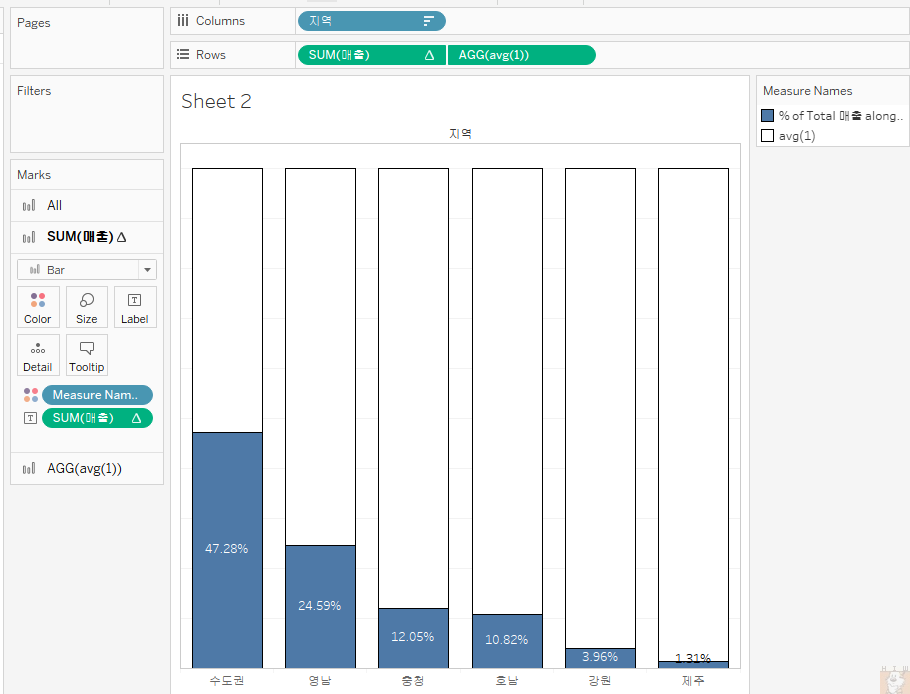 Pages
Columns
지역
Rows
SUM(매출) Δ
AGG(avg(1))
Filters
Marks
All
SUM(매출) Δ
Bar
Color
Size
Label
Detail
Tooltip
Measure Nam..
SUM(매출) Δ
AGG(avg(1))
Sheet 2
지역
47.28%
24.59%
12.05%
10.82%
3.96%
1.31%
수도권
영남
충청
호남
강원
제주
Measure Names
% of Total 매출 along..
avg(1)